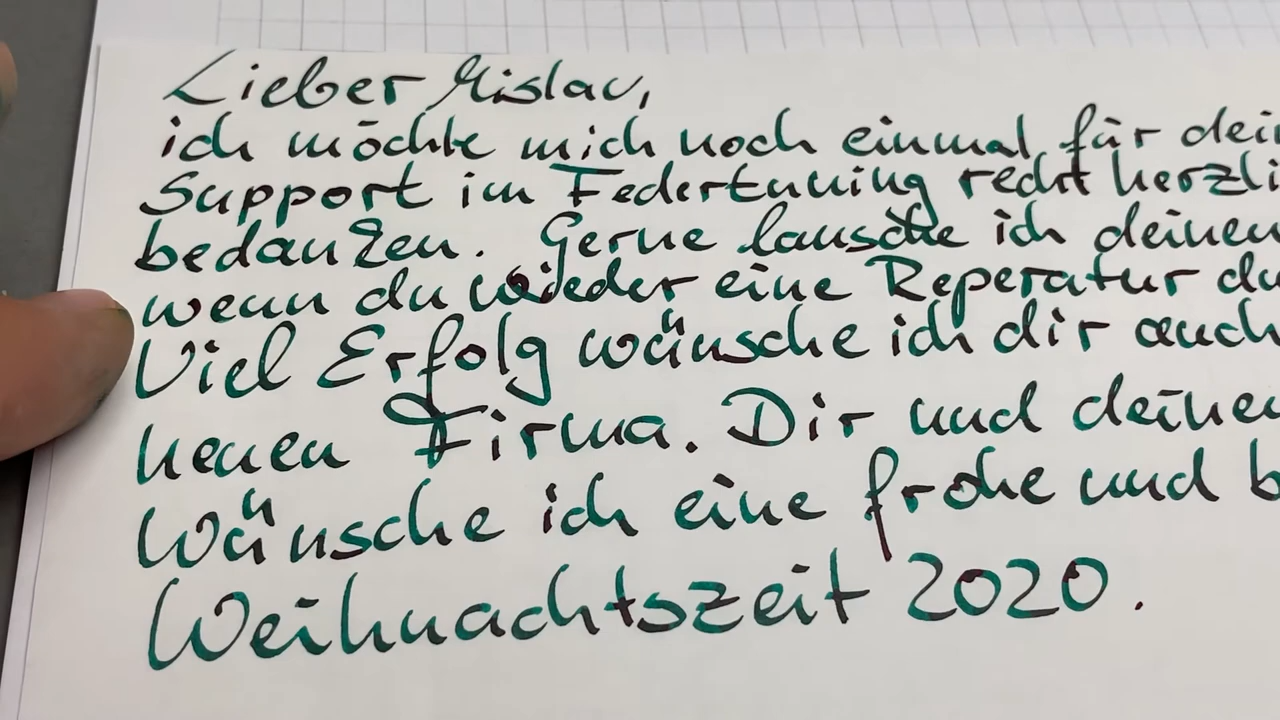 Lieber Mislav,
ich möchte mich noch einmal für dei
Support im Federtuning recht herzli
bedanken. Gerne lausche ich deinen
wenn du wieder eine Reperatur du
Viel Erfolg wünsche ich dir auch
neuen Firma. Dir und deinen
wünsche ich eine frohe und b
Weihnachtszeit 2020.